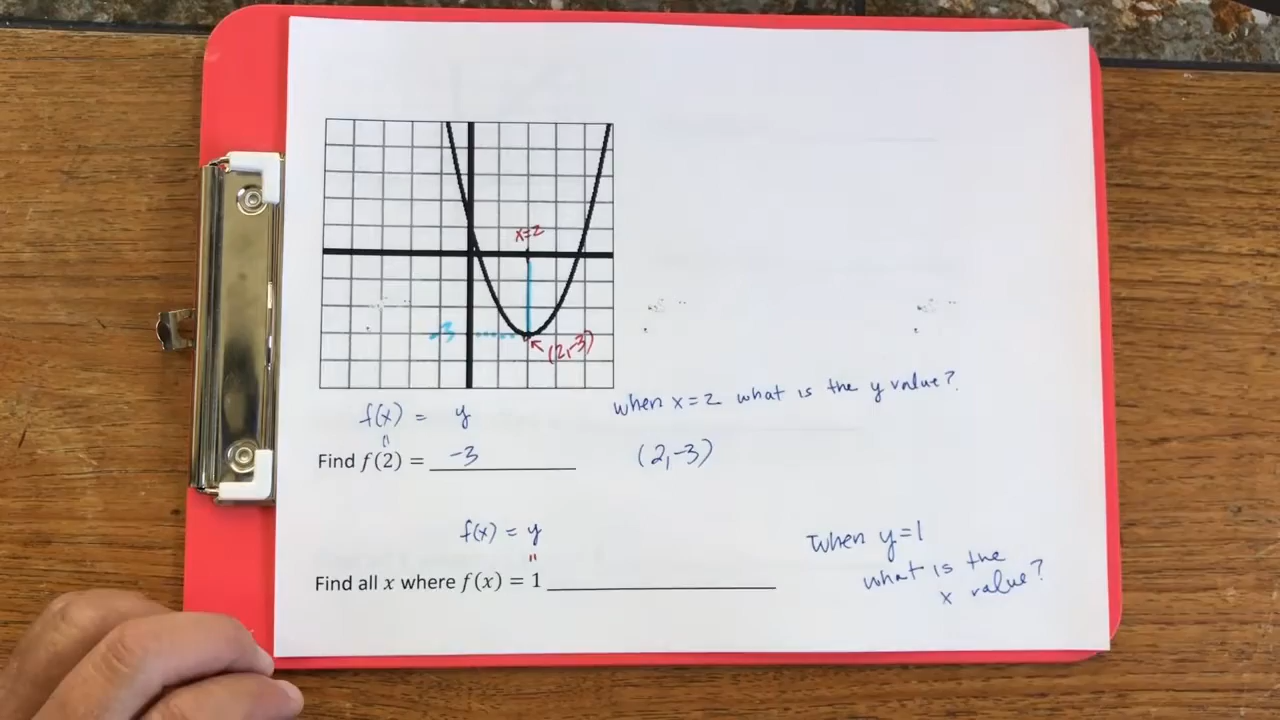 x=2
-3
(2,-3)
f(x) = y
when x=2 what is the y value?
"
Find f(2) = -3
(2,-3)
f(x) = y
"
Find all x where f(x) = 1
when y=1
what is the
x value?